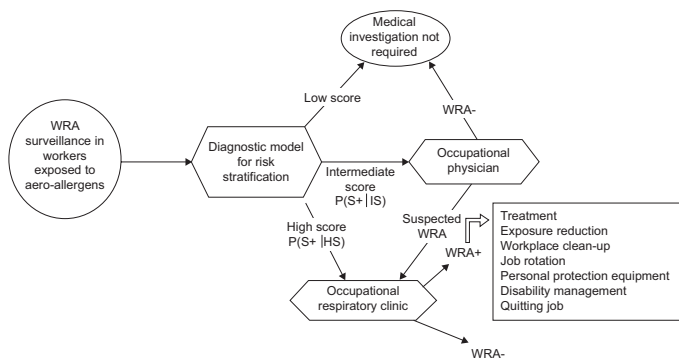 Medical
investigation not
required
Low score
WRA-
WRA
surveillance in
workers
exposed to
aero-allergens
Diagnostic model
for risk
stratification
Intermediate
score
P(S+ | IS)
Occupational
physician
High score
P(S+ | HS)
Suspected
WRA
WRA+
Treatment
Exposure reduction
Workplace clean-up
Job rotation
Personal protection equipment
Disability management
Quitting job
Occupational
respiratory clinic
WRA-